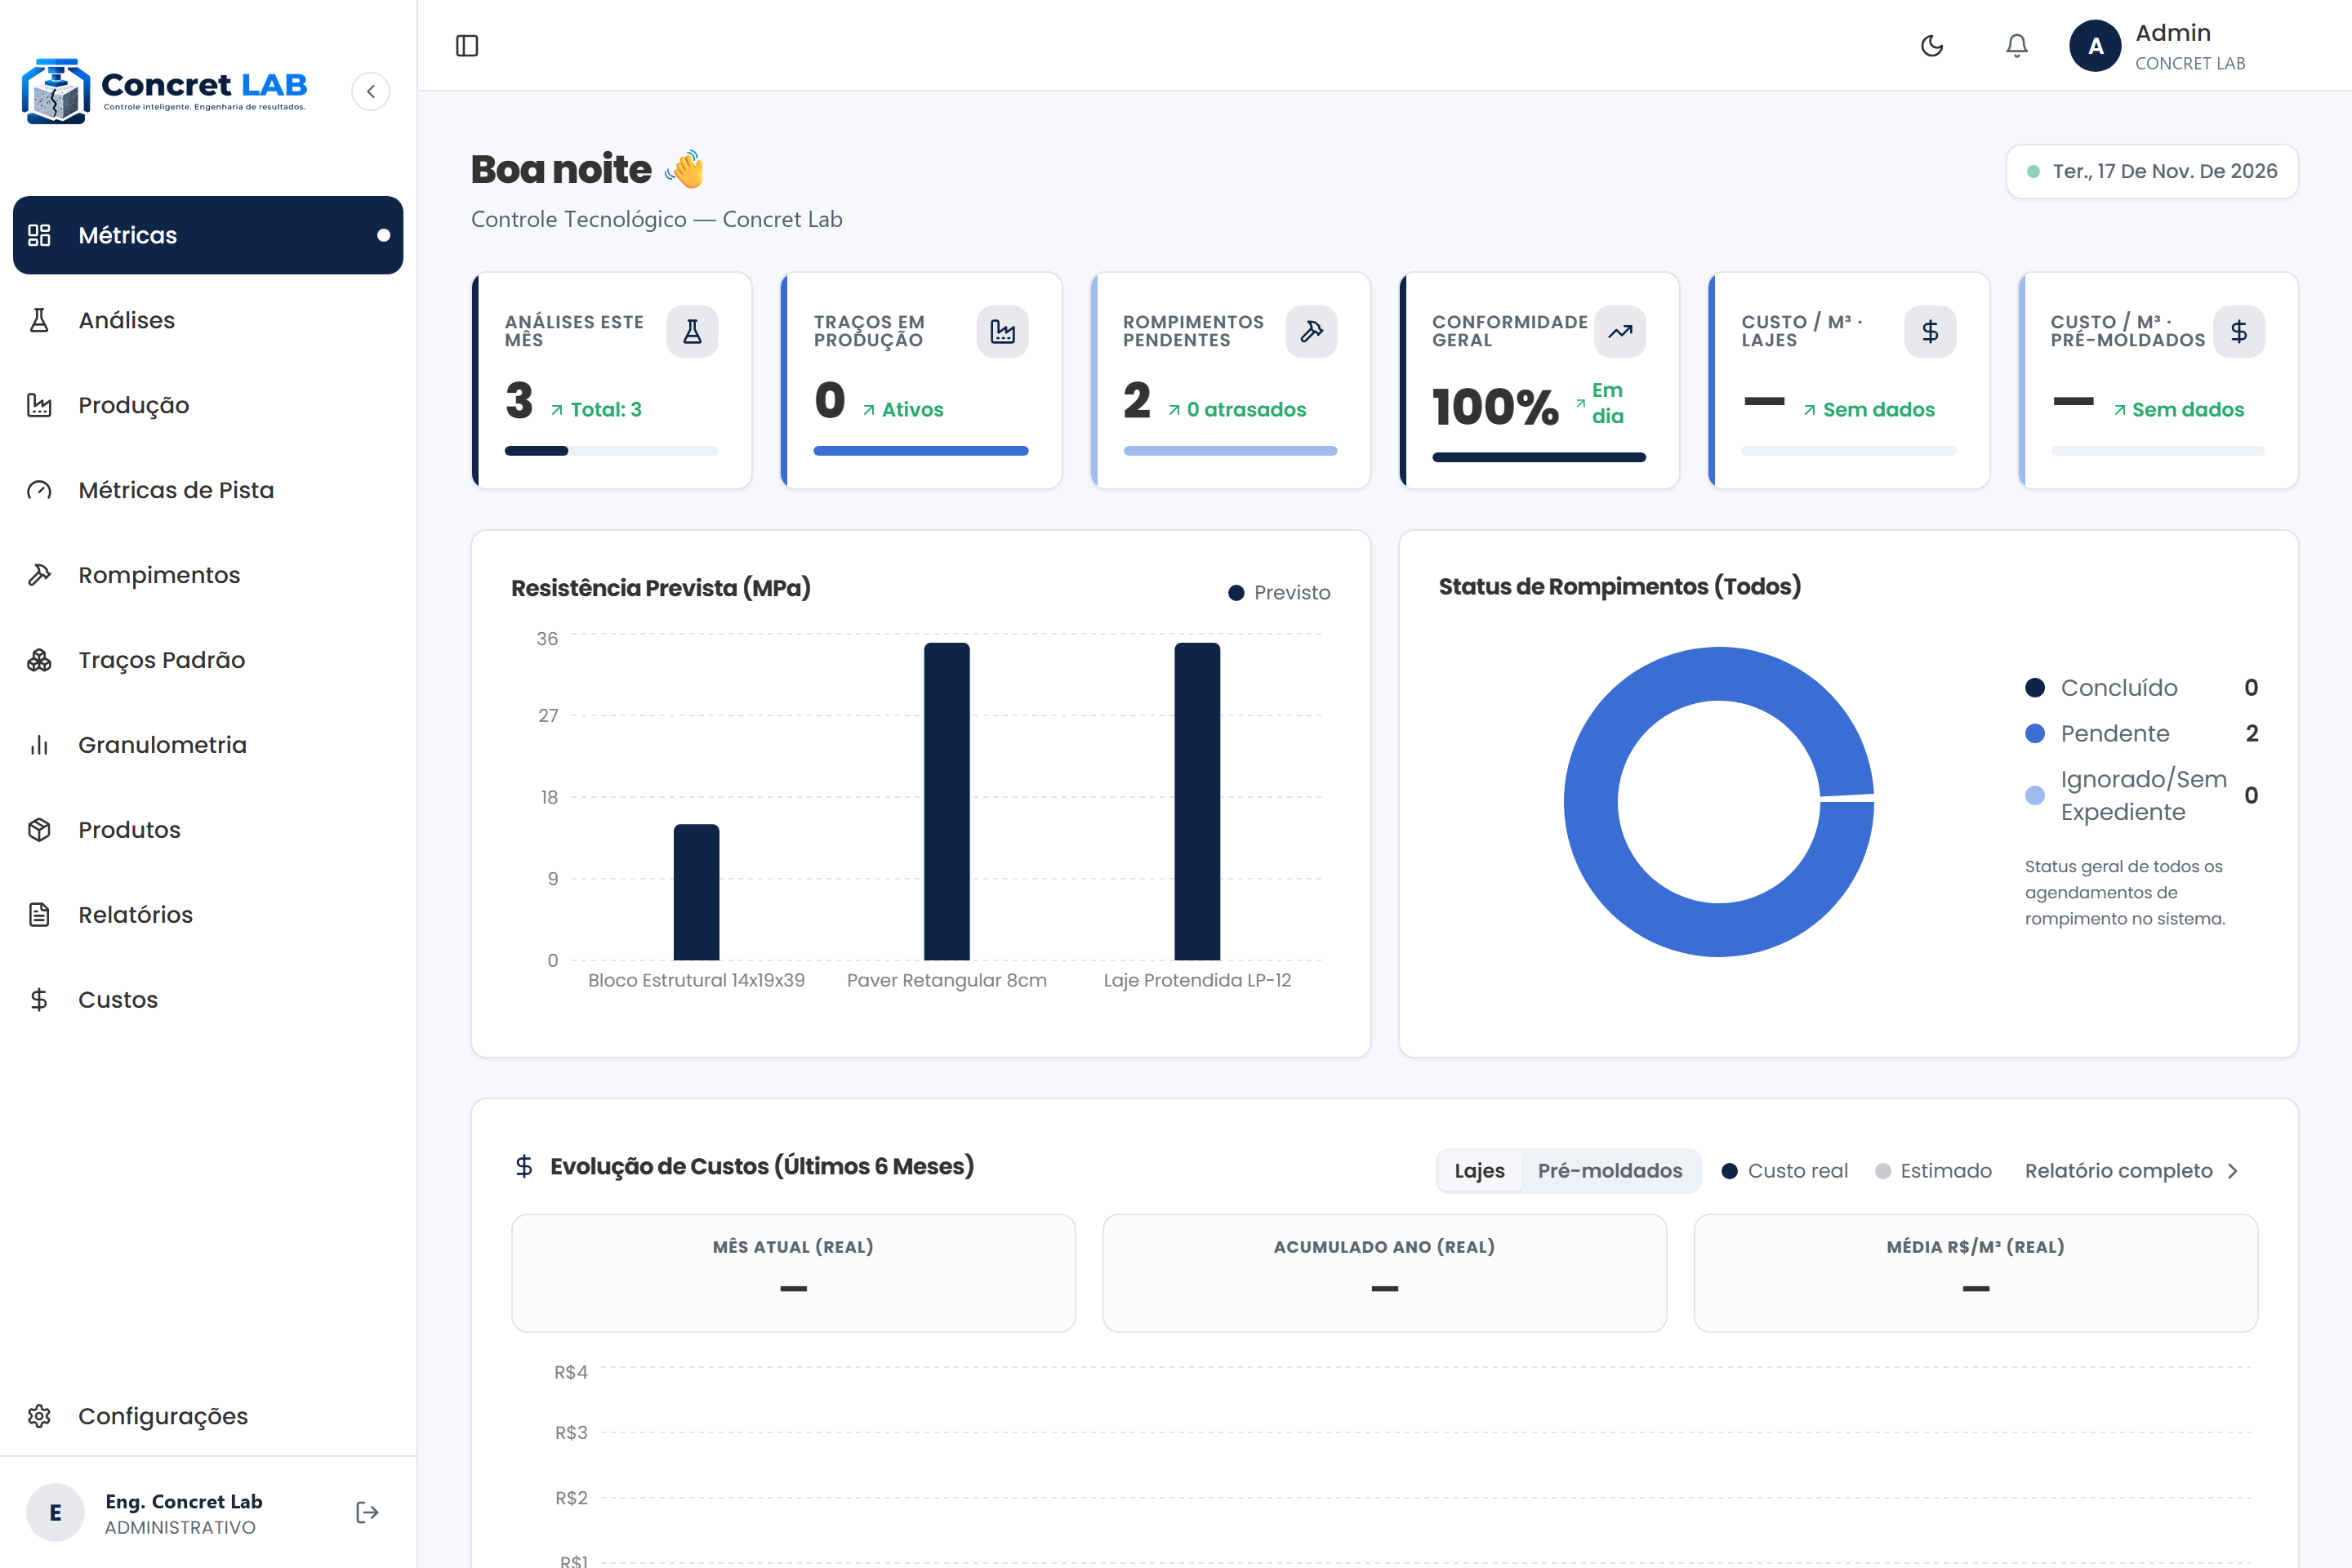 Concret LAB
Controle inteligente. Engenharia de resultados.
Métricas
Análises
Produção
Métricas de Pista
Rompimentos
Traços Padrão
Granulometria
Produtos
Relatórios
Custos
Configurações
E
Eng. Concret Lab
ADMINISTRATIVO
A
Admin
CONCRET LAB
Boa noite 👋
Controle Tecnológico — Concret Lab
Ter., 17 De Nov. De 2026
ANÁLISES ESTE
MÊS
3
Total: 3
TRAÇOS EM
PRODUÇÃO
0
Ativos
ROMPIMENTOS
PENDENTES
2
0 atrasados
CONFORMIDADE
GERAL
100%
Em
dia
CUSTO / M³ ·
LAJES
—
Sem dados
CUSTO / M³ ·
PRÉ-MOLDADOS
—
Sem dados
Resistência Prevista (MPa)
Previsto
36
27
18
9
0
Bloco Estrutural 14x19x39
Paver Retangular 8cm
Laje Protendida LP-12
Status de Rompimentos (Todos)
Concluído 0
Pendente 2
Ignorado/Sem
Expediente 0
Status geral de todos os
agendamentos de
rompimento no sistema.
Evolução de Custos (Últimos 6 Meses)
Lajes
Pré-moldados
Custo real
Estimado
Relatório completo
MÊS ATUAL (REAL)
—
ACUMULADO ANO (REAL)
—
MÉDIA R$/M³ (REAL)
—
R$4
R$3
R$2
R$1